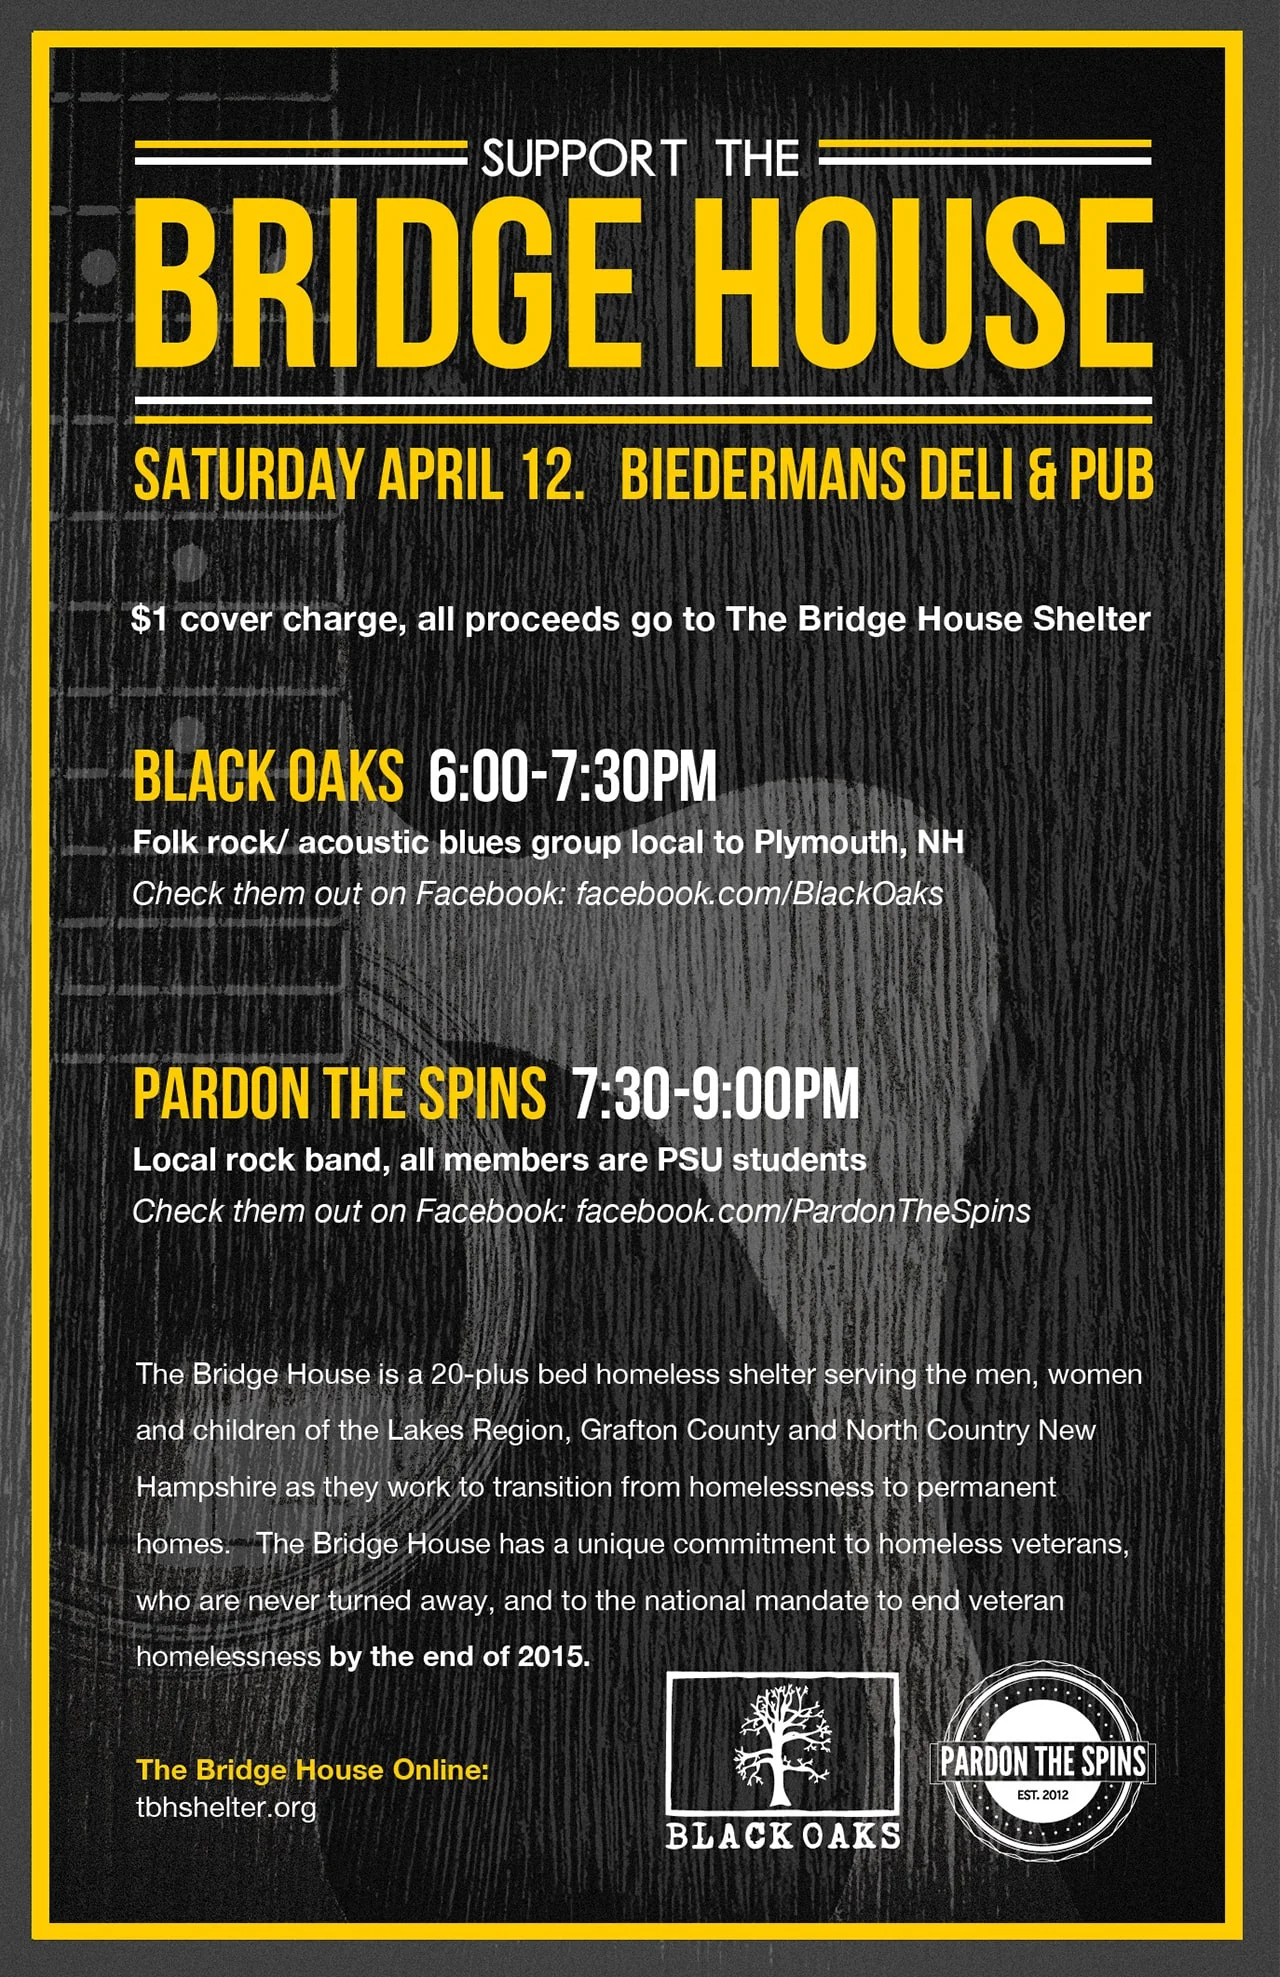 SUPPORT THE
BRIDGE HOUSE
SATURDAY APRIL 12. BIEDERMANS DELI & PUB
$1 cover charge, all proceeds go to The Bridge House Shelter
BLACK OAKS 6:00-7:30PM
Folk rock/ acoustic blues group local to Plymouth, NH
Check them out on Facebook: facebook.com/BlackOaks
PARDON THE SPINS 7:30-9:00PM
Local rock band, all members are PSU students
Check them out on Facebook: facebook.com/PardonTheSpins
The Bridge House is a 20-plus bed homeless shelter serving the men, women
and children of the Lakes Region, Grafton County and North Country New
Hampshire as they work to transition from homelessness to permanent
homes. The Bridge House has a unique commitment to homeless veterans,
who are never turned away, and to the national mandate to end veteran
homelessness by the end of 2015.
The Bridge House Online:
tbhshelter.org
BLACK OAKS
PARDON THE SPINS
EST. 2012